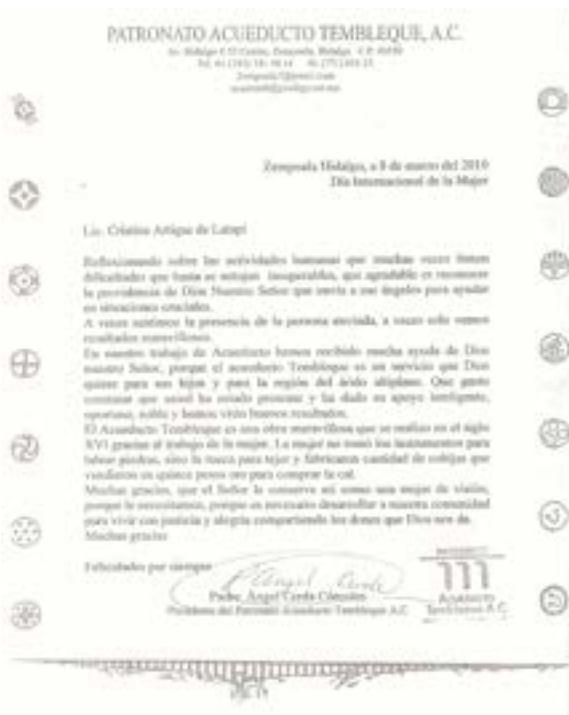 PATRONATO ACUEDUCTO TEMBLEQUE, A.C.
Zempoala Hidalgo, a 8 de marzo del 2010
Día Internacional de la Mujer
Lic. Cristina Artigas de Latapí
Reflexionando sobre las actividades humanas que muchas veces tienen
dificultades que hasta se antojan insuperables, que agradable es reconocer
la providencia de Dios Nuestro Señor que envía a sus ángeles para ayudar
en situaciones cruciales.
A veces sentimos la presencia de la persona enviada, a veces solo vemos
resultados maravillosos.
En nuestro trabajo de Acueducto hemos recibido mucha ayuda de Dios
nuestro Señor, porque el acueducto Tembleque es un servicio que Dios
quiere para sus hijos y para la región del árido altiplano. Que gusto
constatar que usted ha estado presente y ha dado su apoyo inteligente,
oportuno, noble y hemos visto buenos resultados.
El Acueducto Tembleque es una obra maravillosa que se realizo en el siglo
XVI gracias al trabajo de la mujer. La mujer no tomó los instrumentos para
labrar piedras, sino la rueca para tejer y fabricaron cantidad de cobijas que
vendieron en quince pesos oro para comprar la cal.
Muchas gracias, que el Señor la conserve así como una mujer de visión,
porque la necesitamos, porque es necesario desarrollar a nuestra comunidad
para vivir con justicia y alegría compartiendo los dones que Dios nos da.
Muchas gracias
Felicidades por siempre
Angel Cerda
Padre Ángel Cerda Córdoba
Presidente del Patronato Acueducto Tembleque A.C
Acueducto
Tembleque A.C.